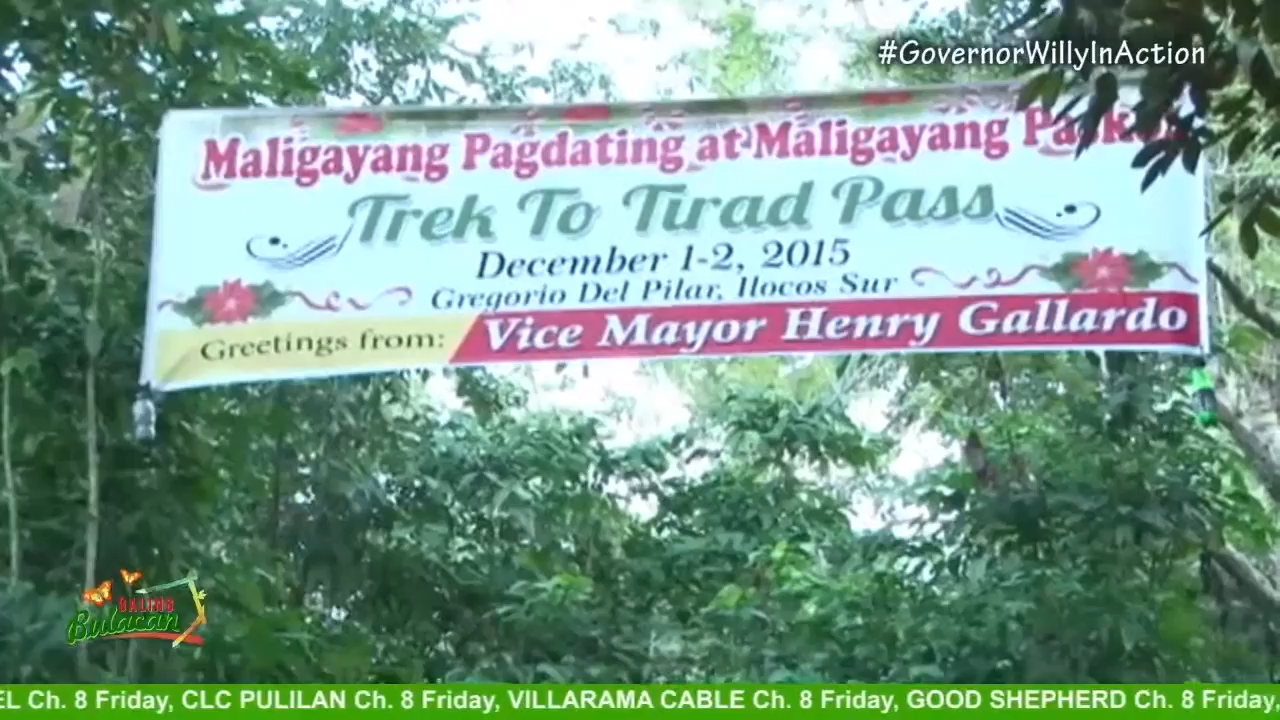 #GovernorWillyInAction
Maligayang Pagdating at Maligayang
Trek To Tirad Pass
December 1-2, 2015
Gregorio Del Pilar, Ilocos Sur
Greetings from: Vice Mayor Henry Gallardo
GALING
Bulacan
EL Ch. 8 Friday, CLC PULILAN Ch. 8 Friday, VILLARAMA CABLE Ch. 8 Friday, GOOD SHEPHERD Ch. 8 Friday,